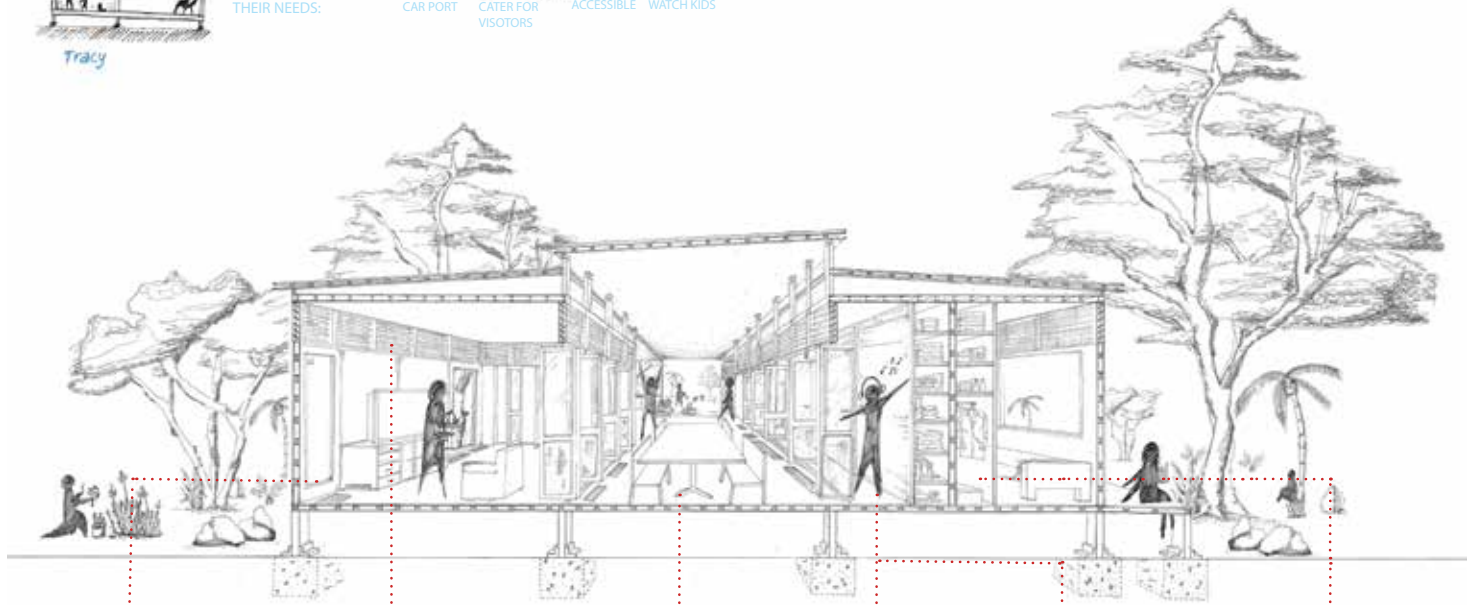 THEIR NEEDS:
CAR PORT
CATER FOR
VISOTORS
ACCESSIBLE
WATCH KIDS
Tracy